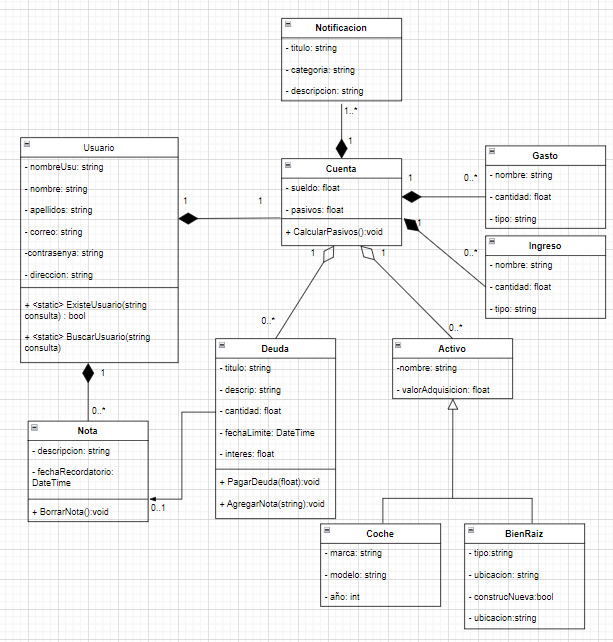 Notificacion
- titulo: string
- categoria: string
- descripcion: string
1..*
1
Usuario
- nombreUsu: string
- nombre: string
- apellidos: string
- correo: string
-contrasenya: string
- direccion: string
+ <static> ExisteUsuario(string
consulta) : bool
+ <static> BuscarUsuario(string
consulta)
1
1
Cuenta
- sueldo: float
- pasivos: float
+ CalcularPasivos():void
1
0..*
Gasto
- nombre: string
- cantidad: float
- tipo: string
1
0..*
Ingreso
- nombre: string
- cantidad: float
- tipo: string
1
1
0..*
0..*
1
0..*
Nota
- descripcion: string
- fechaRecordatorio:
DateTime
+ BorrarNota():void
0..1
Deuda
- titulo: string
- descrip: string
- cantidad: float
- fechaLimite: DateTime
- interes: float
+ PagarDeuda(float):void
+ AgregarNota(string):void
Activo
-nombre: string
- valorAdquisicion: float
Coche
- marca: string
- modelo: string
- año: int
BienRaiz
- tipo:string
- ubicacion: string
- construcNueva:bool
- ubicacion:string